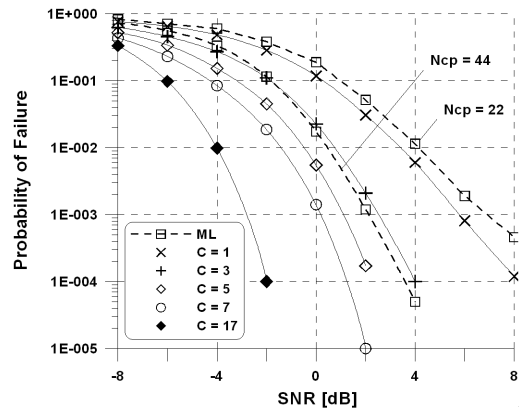 1E+000
1E-001
1E-002
1E-003
1E-004
1E-005
Probability of Failure
Ncp = 44
Ncp = 22
ML
C = 1
C = 3
C = 5
C = 7
C = 17
-8
-4
0
4
8
SNR [dB]